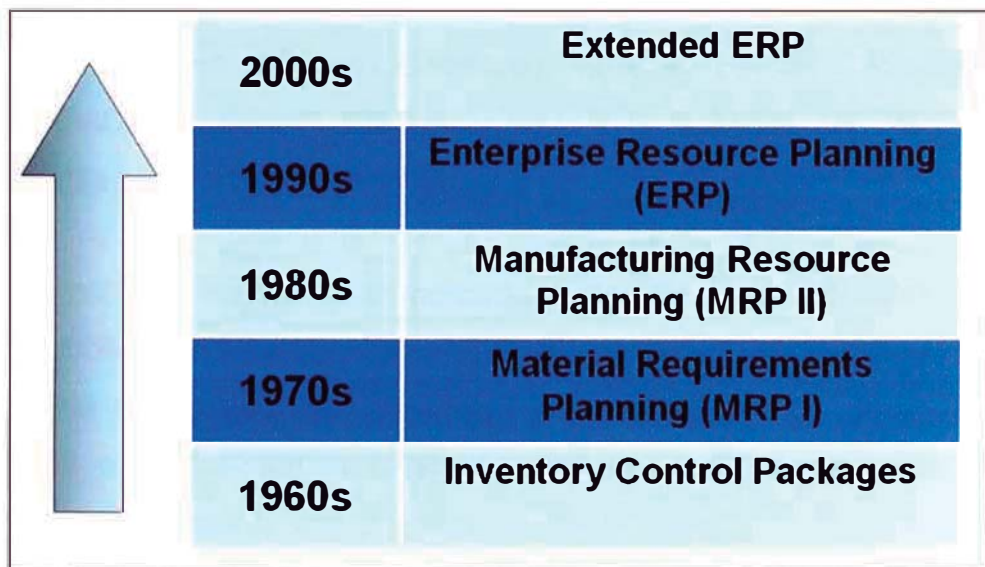 2000s
Extended ERP
1990s
Enterprise Resource Planning
(ERP)
1980s
Manufacturing Resource
Planning (MRP II)
1970s
Material Requirements
Planning (MRP I)
1960s
Inventory Control Packages